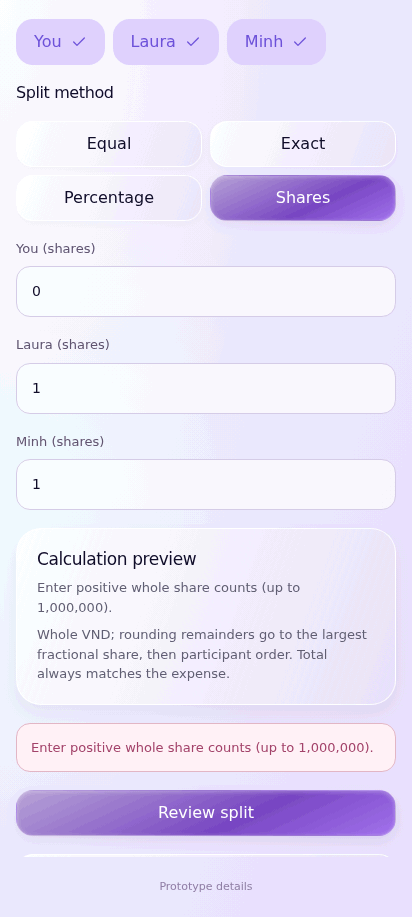 You
Laura
Minh
Split method
Equal
Exact
Percentage
Shares
You (shares)
0
Laura (shares)
1
Minh (shares)
1
Calculation preview
Enter positive whole share counts (up to
1,000,000).
Whole VND; rounding remainders go to the largest
fractional share, then participant order. Total
always matches the expense.
Enter positive whole share counts (up to 1,000,000).
Review split
Prototype details